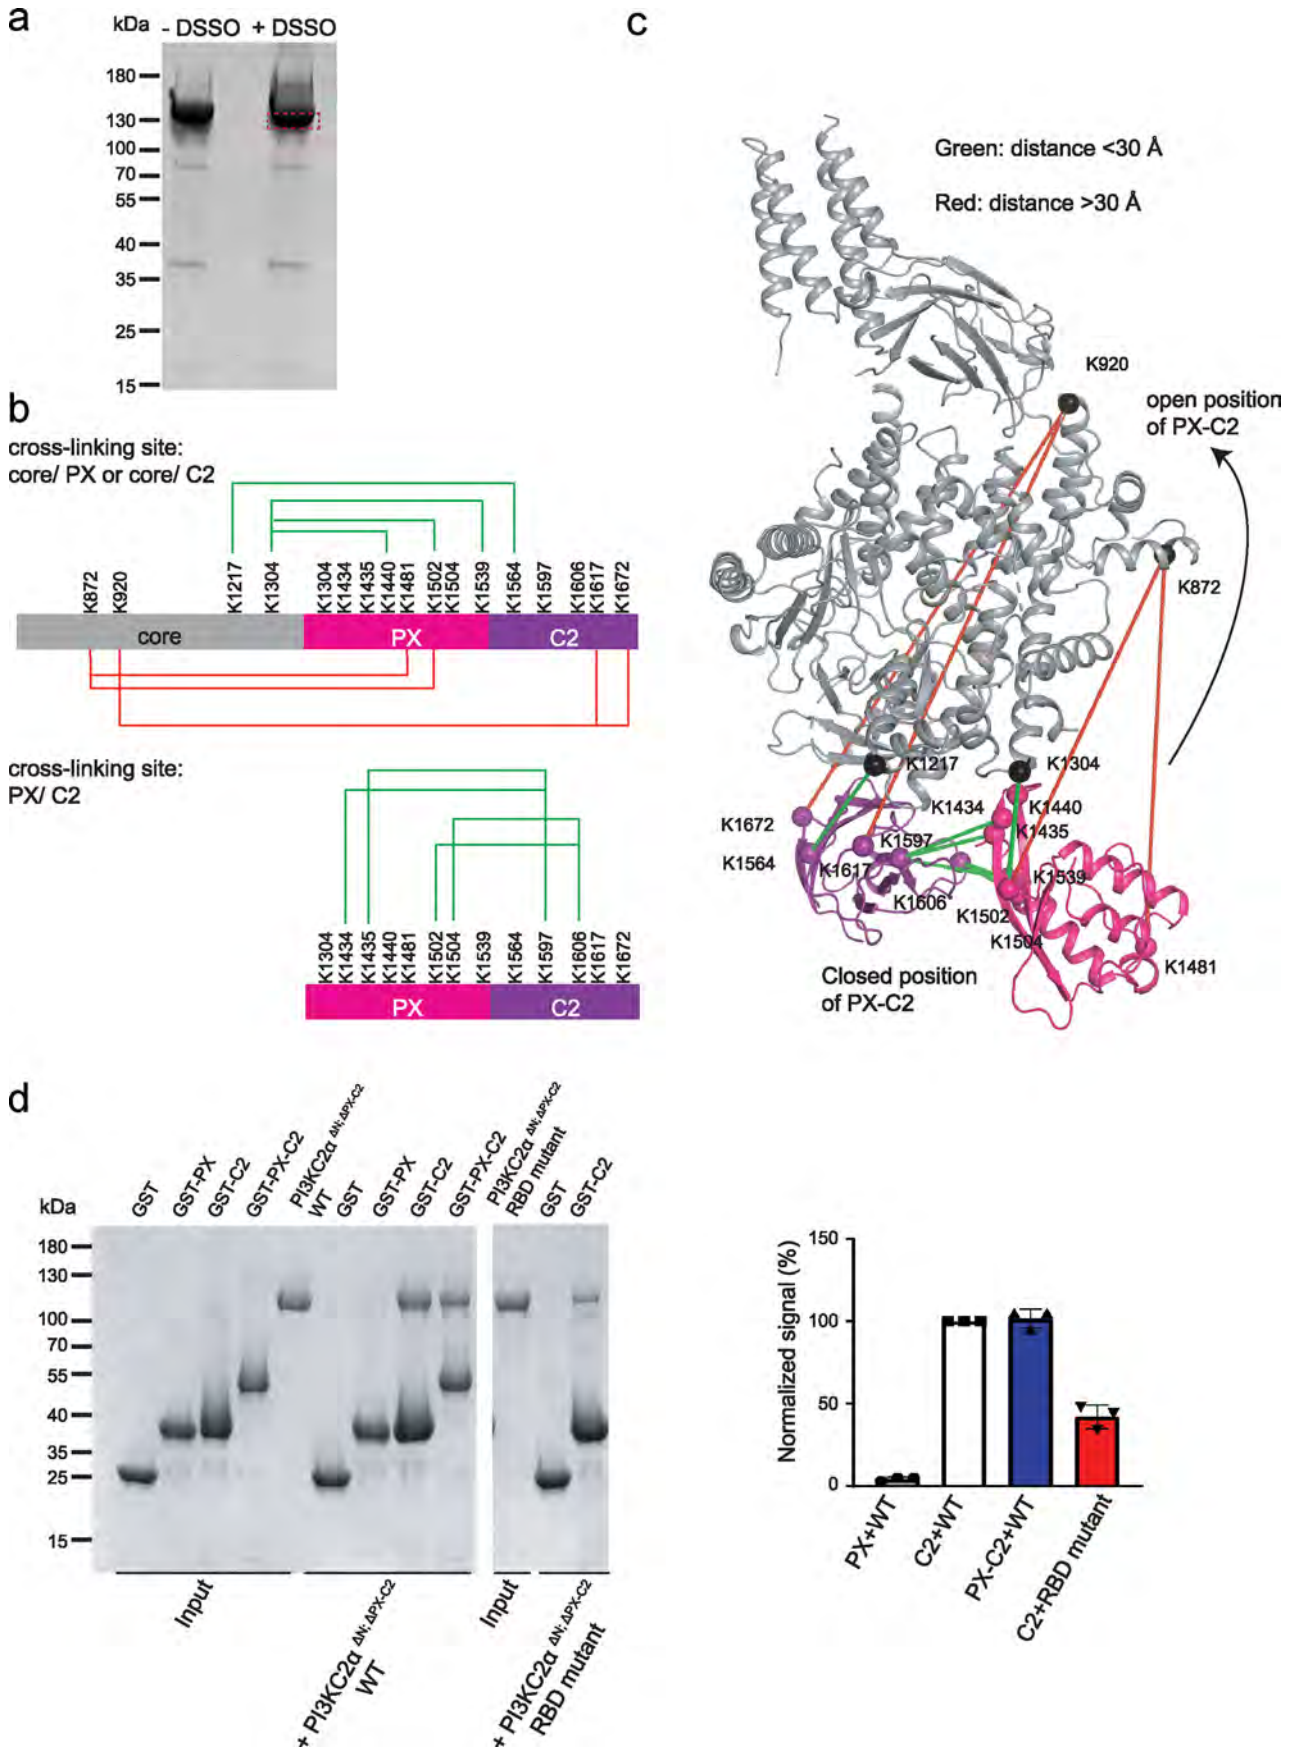 a
kDa
- DSSO + DSSO
180
130
100
70
55
40
35
25
15
b
cross-linking site:
core/ PX or core/ C2
K872
K920
K1217
K1304
K1304
K1434
K1435
K1440
K1481
K1502
K1504
K1539
K1564
K1597
K1606
K1617
K1672
core
PX
C2
cross-linking site:
PX/ C2
K1304
K1434
K1435
K1440
K1481
K1502
K1504
K1539
K1564
K1597
K1606
K1617
K1672
PX
C2
c
Green: distance <30 Å
Red: distance >30 Å
K920
open position
of PX-C2
K872
K1217
K1304
K1434
K1440
K1672
K1435
K1597
K1564
K1617
K1539
K1606
K1502
K1504
K1481
Closed position
of PX-C2
d
kDa
GST
GST-PX
GST-C2
GST-PX-C2
PI3KC2α ΔN; ΔPX-C2
WT
GST
GST-PX
GST-C2
GST-PX-C2
PI3KC2α ΔN; ΔPX-C2
RBD mutant
GST
GST-C2
180
130
100
70
55
40
35
25
15
Input
+ PI3KC2α ΔN; ΔPX-C2
WT
Input
+ PI3KC2α ΔN; ΔPX-C2
RBD mutant
Normalized signal (%)
150
100
50
0
PX+WT
C2+WT
PX-C2+WT
C2+RBD mutant